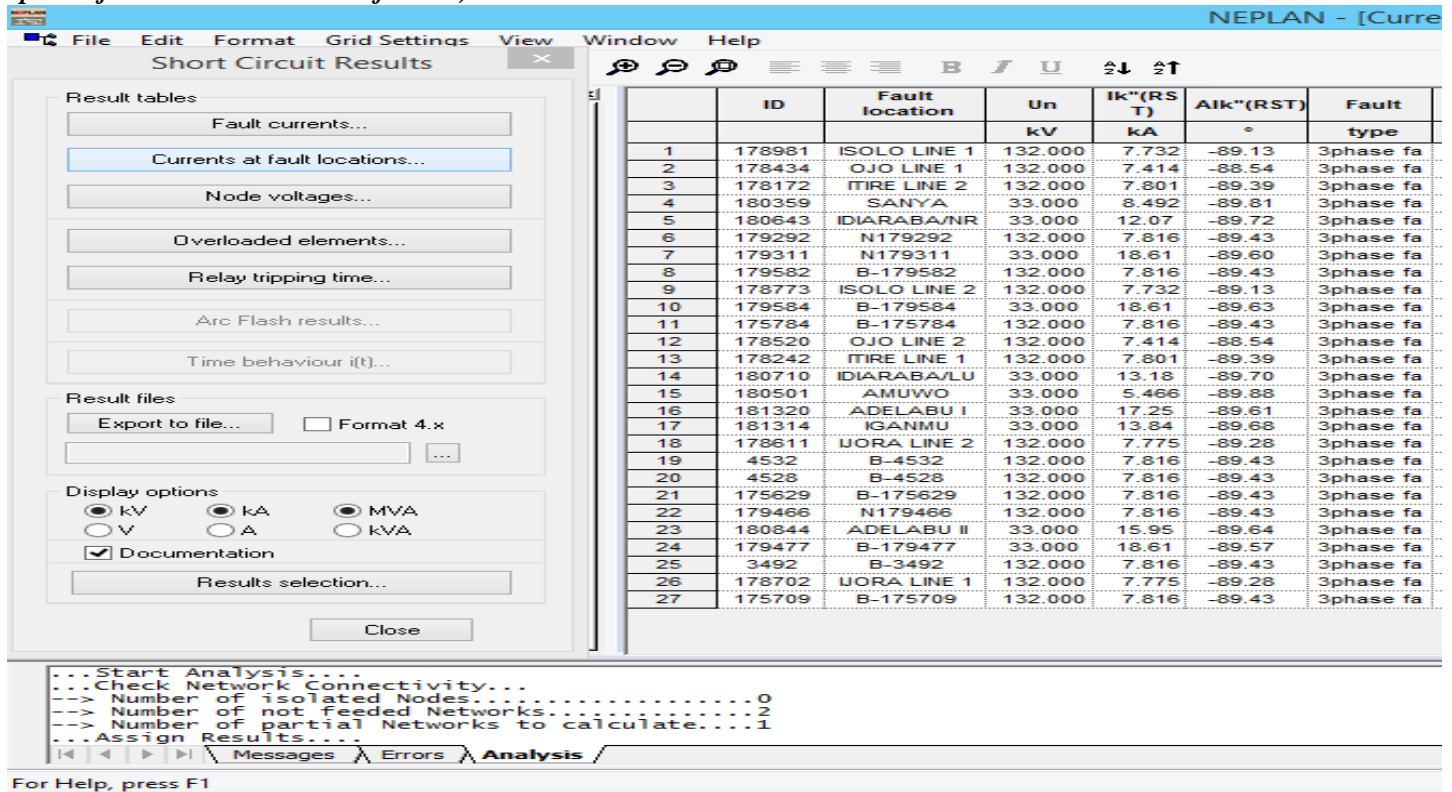 NEPLAN - [Curre
File Edit Format Grid Settings View Window Help
Short Circuit Results
Result tables
Fault currents...
Currents at fault locations...
Node voltages...
Overloaded elements...
Relay tripping time...
Arc Flash results...
Time behaviour i(t)...
Result files
Export to file... Format 4.x
...
Display options
kV kA MVA
V A kVA
Documentation
Results selection...
Close
B I U
ID Fault location Un Ik"(RST) AIk"(RST) Fault
kV kA ° type
1 178981 ISOLO LINE 1 132.000 7.732 -89.13 3phase fa
2 178434 OJO LINE 1 132.000 7.414 -88.54 3phase fa
3 178172 ITIRE LINE 2 132.000 7.801 -89.39 3phase fa
4 180359 SANYA 33.000 8.492 -89.81 3phase fa
5 180643 IDIARABA/NR 33.000 12.07 -89.72 3phase fa
6 179292 N179292 132.000 7.816 -89.43 3phase fa
7 179311 N179311 33.000 18.61 -89.60 3phase fa
8 179582 B-179582 132.000 7.816 -89.43 3phase fa
9 178773 ISOLO LINE 2 132.000 7.732 -89.13 3phase fa
10 179584 B-179584 33.000 18.61 -89.63 3phase fa
11 175784 B-175784 132.000 7.816 -89.43 3phase fa
12 178520 OJO LINE 2 132.000 7.414 -88.54 3phase fa
13 178242 ITIRE LINE 1 132.000 7.801 -89.39 3phase fa
14 180710 IDIARABA/LU 33.000 13.18 -89.70 3phase fa
15 180501 AMUWO 33.000 5.466 -89.88 3phase fa
16 181320 ADELABU I 33.000 17.25 -89.61 3phase fa
17 181314 IGANMU 33.000 13.84 -89.68 3phase fa
18 178611 IJORA LINE 2 132.000 7.775 -89.28 3phase fa
19 4532 B-4532 132.000 7.816 -89.43 3phase fa
20 4528 B-4528 132.000 7.816 -89.43 3phase fa
21 175629 B-175629 132.000 7.816 -89.43 3phase fa
22 179466 N179466 132.000 7.816 -89.43 3phase fa
23 180844 ADELABU II 33.000 15.95 -89.64 3phase fa
24 179477 B-179477 33.000 18.61 -89.57 3phase fa
25 3492 B-3492 132.000 7.816 -89.43 3phase fa
26 178702 IJORA LINE 1 132.000 7.775 -89.28 3phase fa
27 175709 B-175709 132.000 7.816 -89.43 3phase fa
...Start Analysis....
...Check Network Connectivity...
--> Number of isolated Nodes..................0
--> Number of not feeded Networks.............2
--> Number of partial Networks to calculate....1
...Assign Results....
Messages Errors Analysis
For Help, press F1